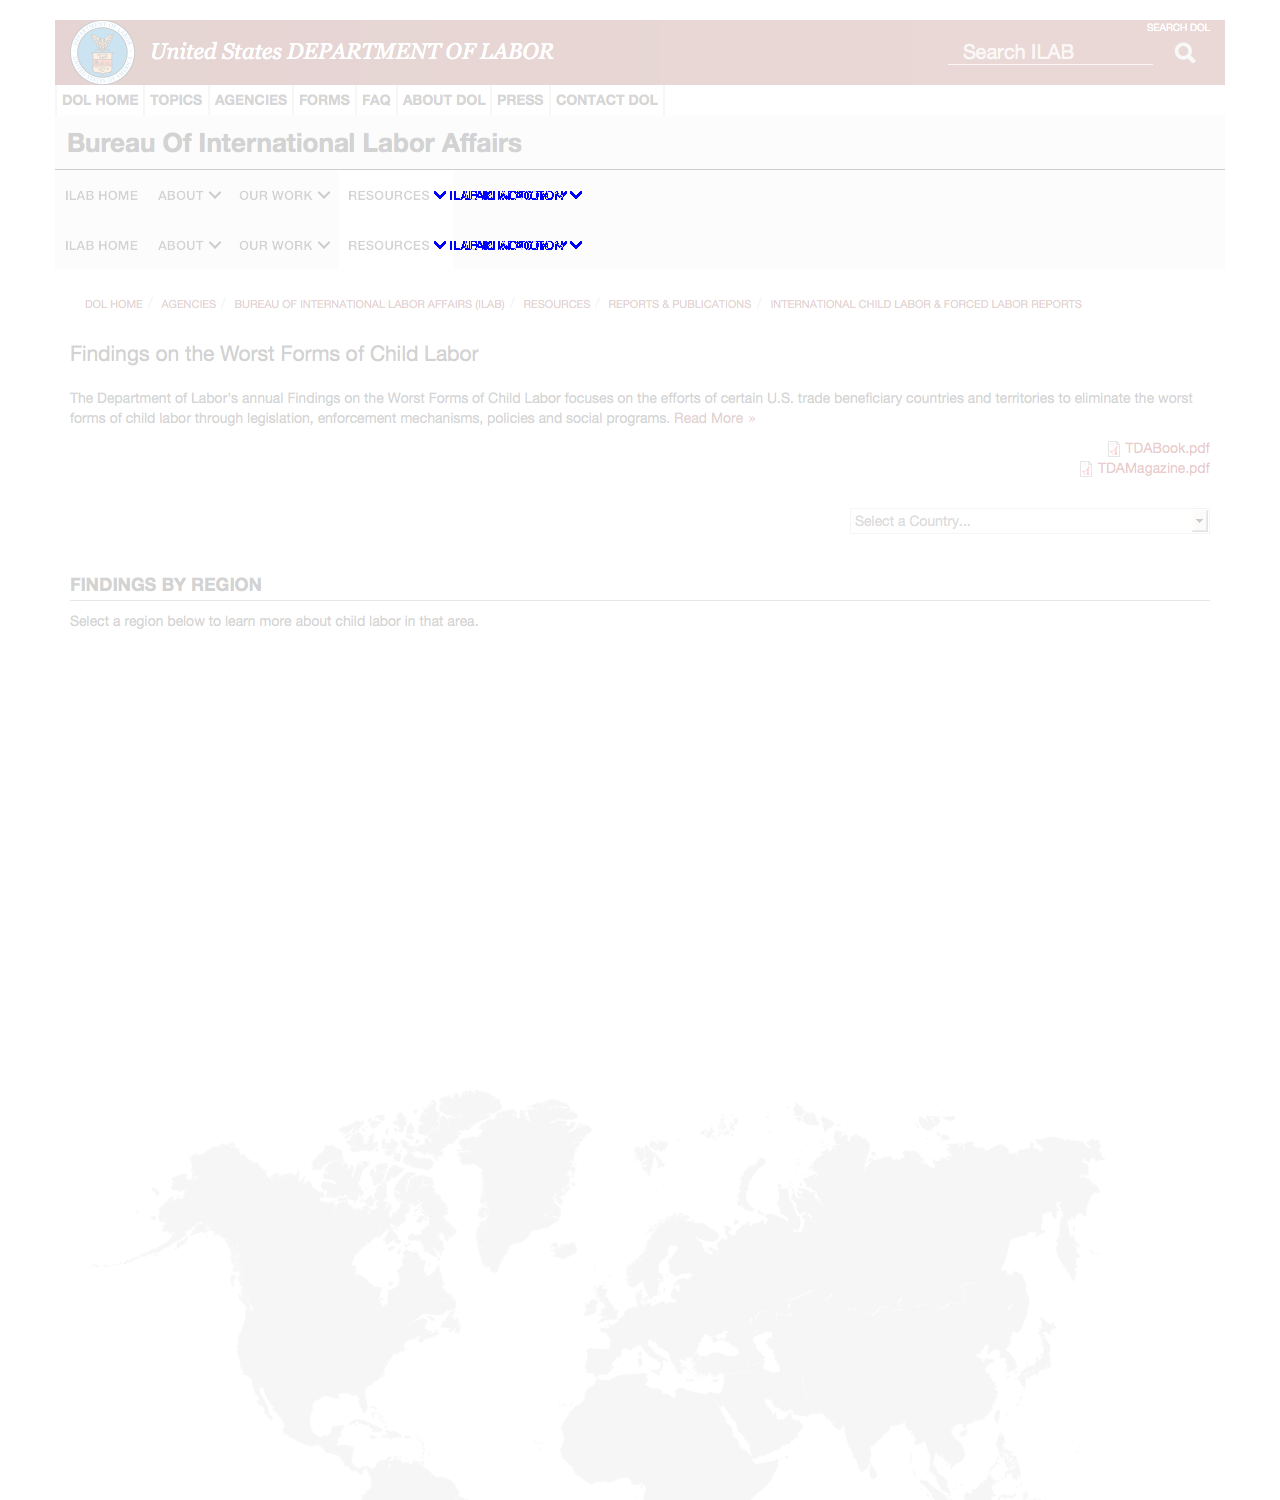 SEARCH DOL
United States DEPARTMENT OF LABOR
Search ILAB
DOL HOME TOPICS AGENCIES FORMS FAQ ABOUT DOL PRESS CONTACT DOL
Bureau Of International Labor Affairs
ILAB HOME ABOUT OUR WORK RESOURCES
ILAB HOME ABOUT OUR WORK RESOURCES
DOL HOME / AGENCIES / BUREAU OF INTERNATIONAL LABOR AFFAIRS (ILAB) / RESOURCES / REPORTS & PUBLICATIONS / INTERNATIONAL CHILD LABOR & FORCED LABOR REPORTS
Findings on the Worst Forms of Child Labor
The Department of Labor's annual Findings on the Worst Forms of Child Labor focuses on the efforts of certain U.S. trade beneficiary countries and territories to eliminate the worst
forms of child labor through legislation, enforcement mechanisms, policies and social programs. Read More »
TDABook.pdf
TDAMagazine.pdf
Select a Country...
FINDINGS BY REGION
Select a region below to learn more about child labor in that area.